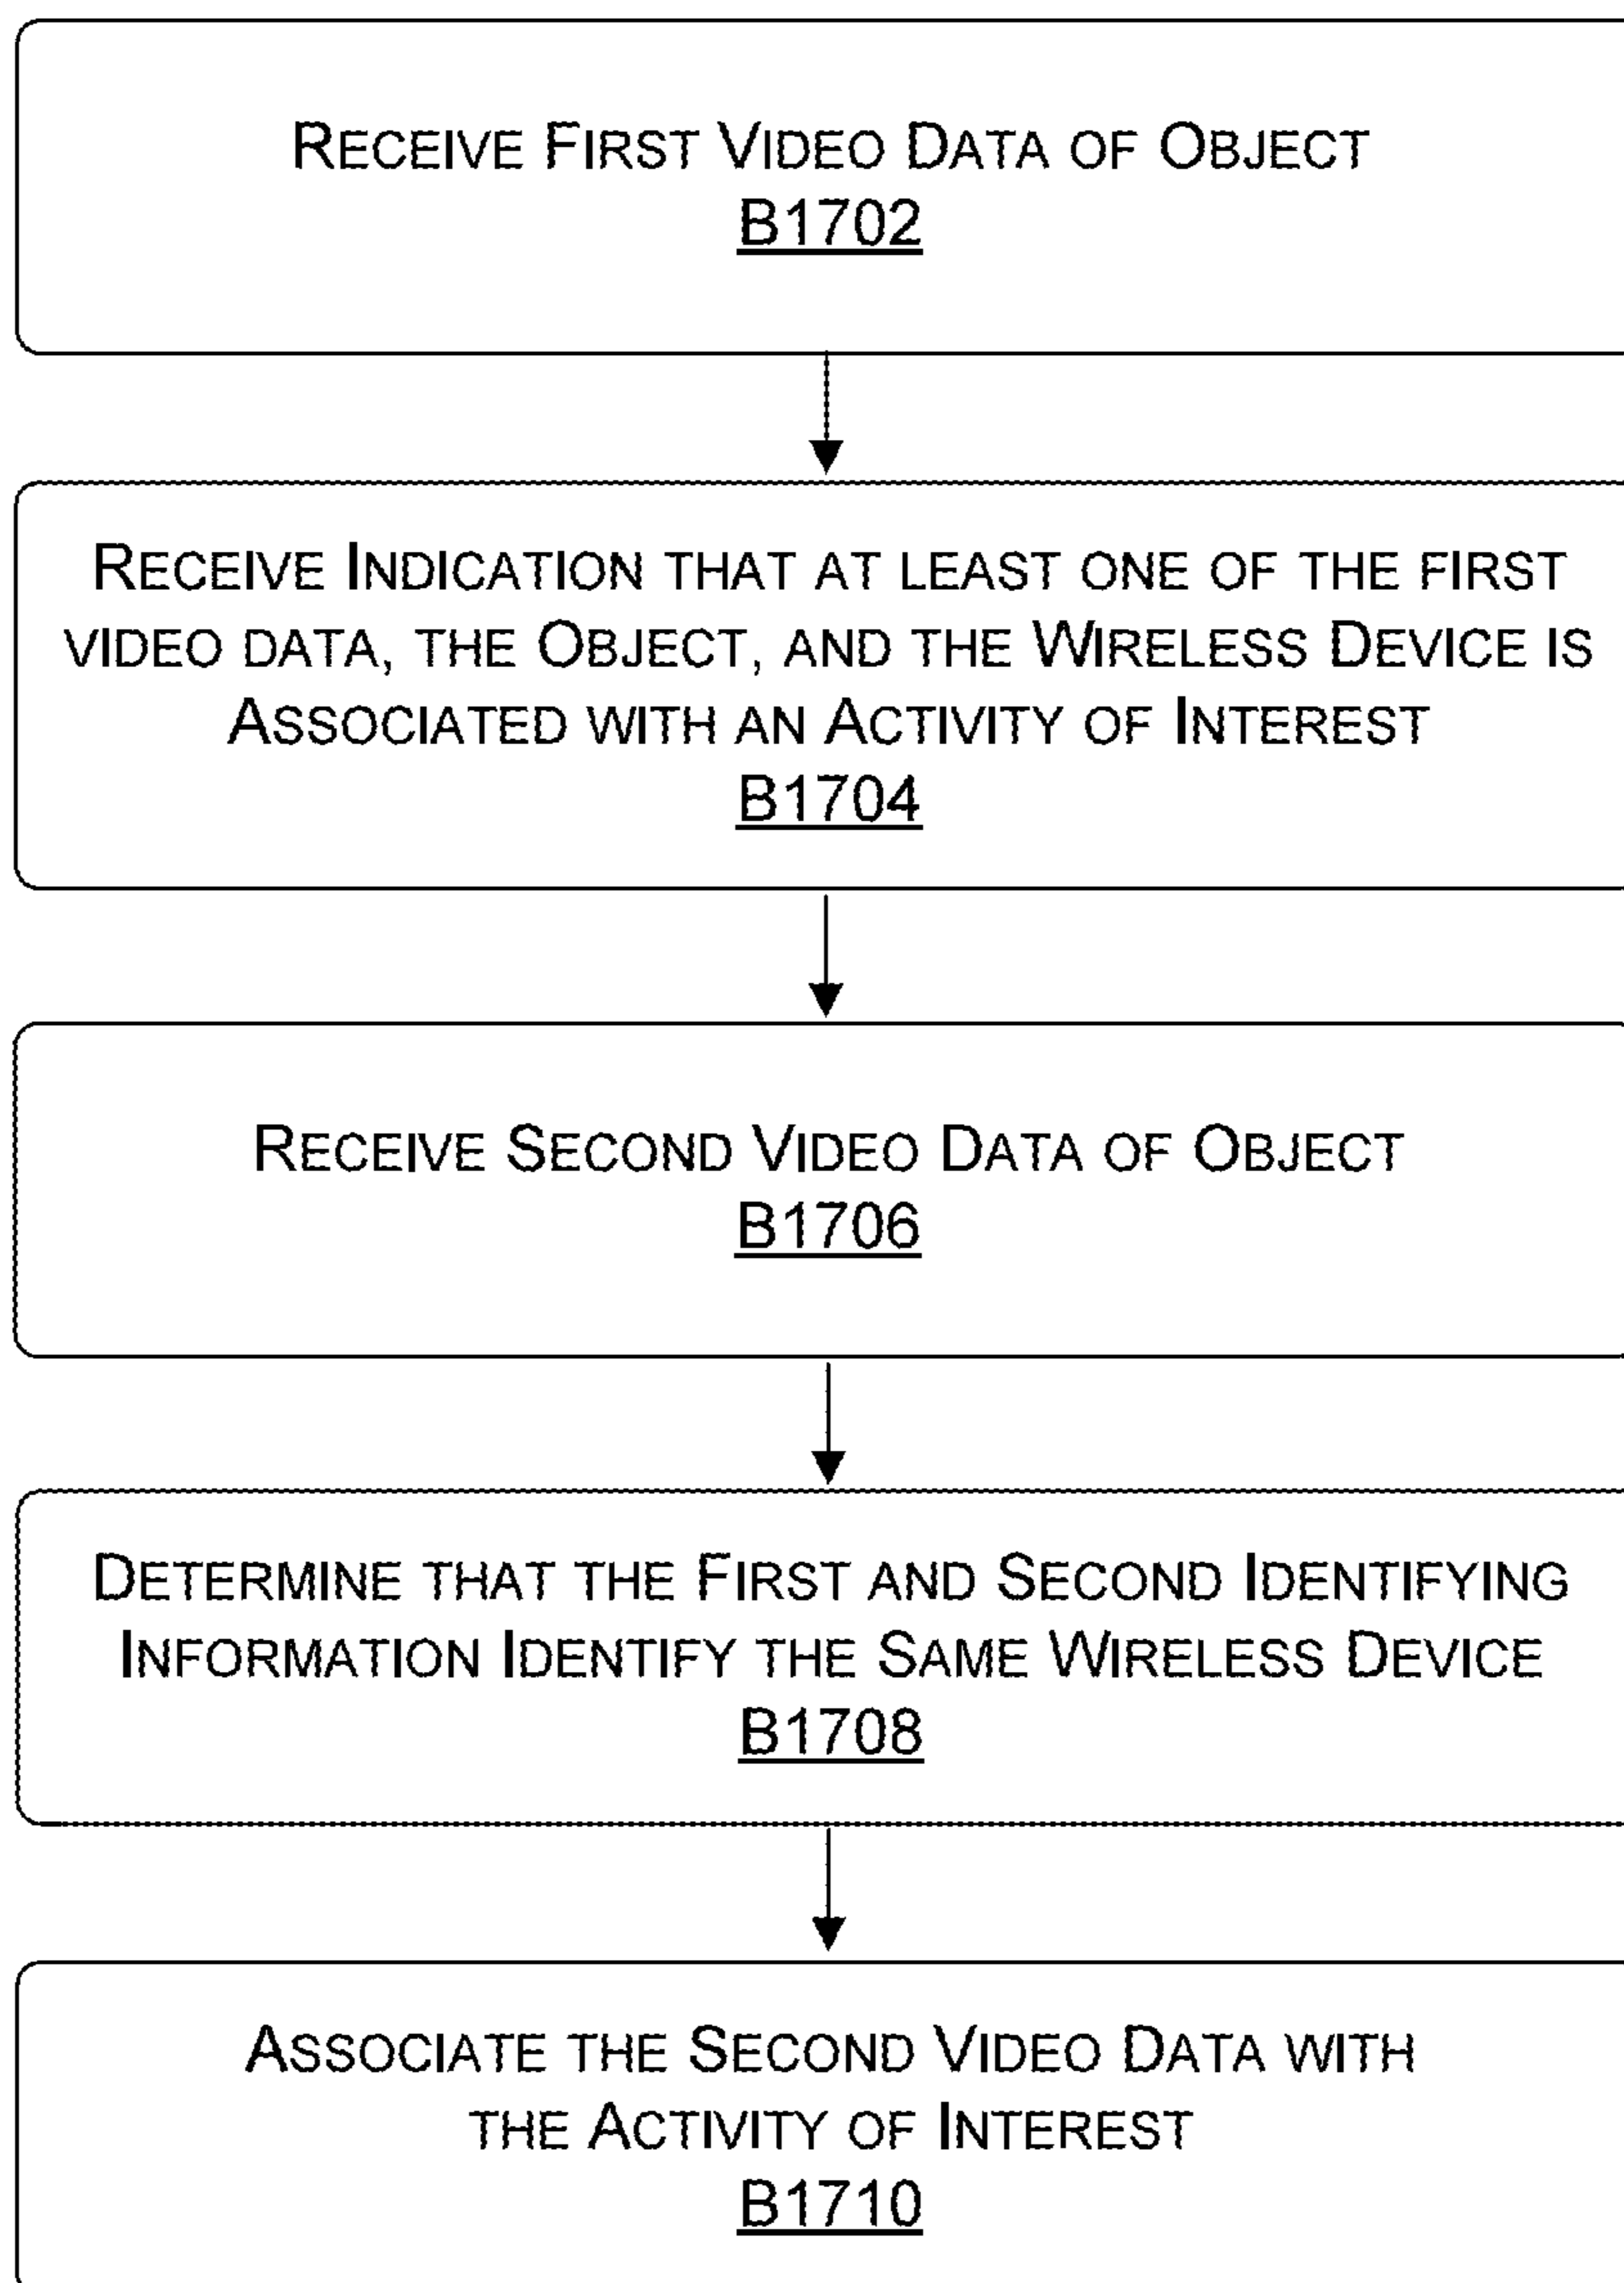 RECEIVE FIRST VIDEO DATA OF OBJECT
B1702
RECEIVE INDICATION THAT AT LEAST ONE OF THE FIRST
VIDEO DATA, THE OBJECT, AND THE WIRELESS DEVICE IS
ASSOCIATED WITH AN ACTIVITY OF INTEREST
B1704
RECEIVE SECOND VIDEO DATA OF OBJECT
B1706
DETERMINE THAT THE FIRST AND SECOND IDENTIFYING
INFORMATION IDENTIFY THE SAME WIRELESS DEVICE
B1708
ASSOCIATE THE SECOND VIDEO DATA WITH
THE ACTIVITY OF INTEREST
B1710